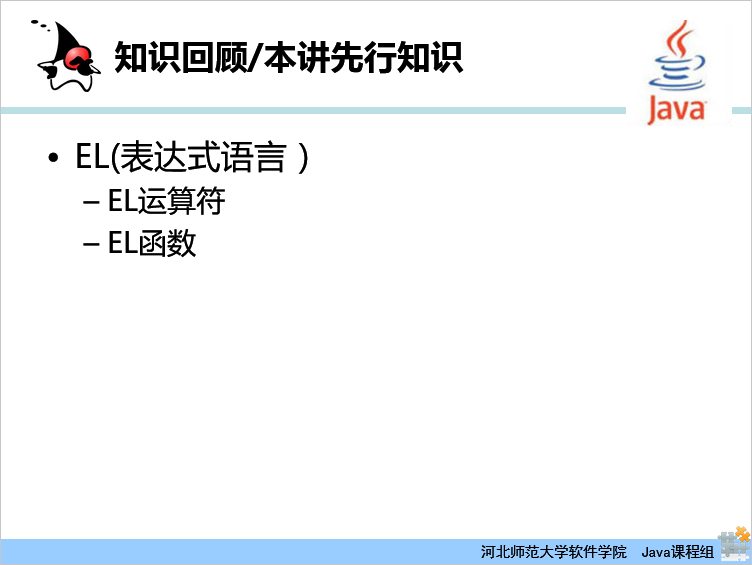 知识回顾/本讲先行知识
Java
• EL(表达式语言）
– EL运算符
– EL函数
河北师范大学软件学院 Java课程组